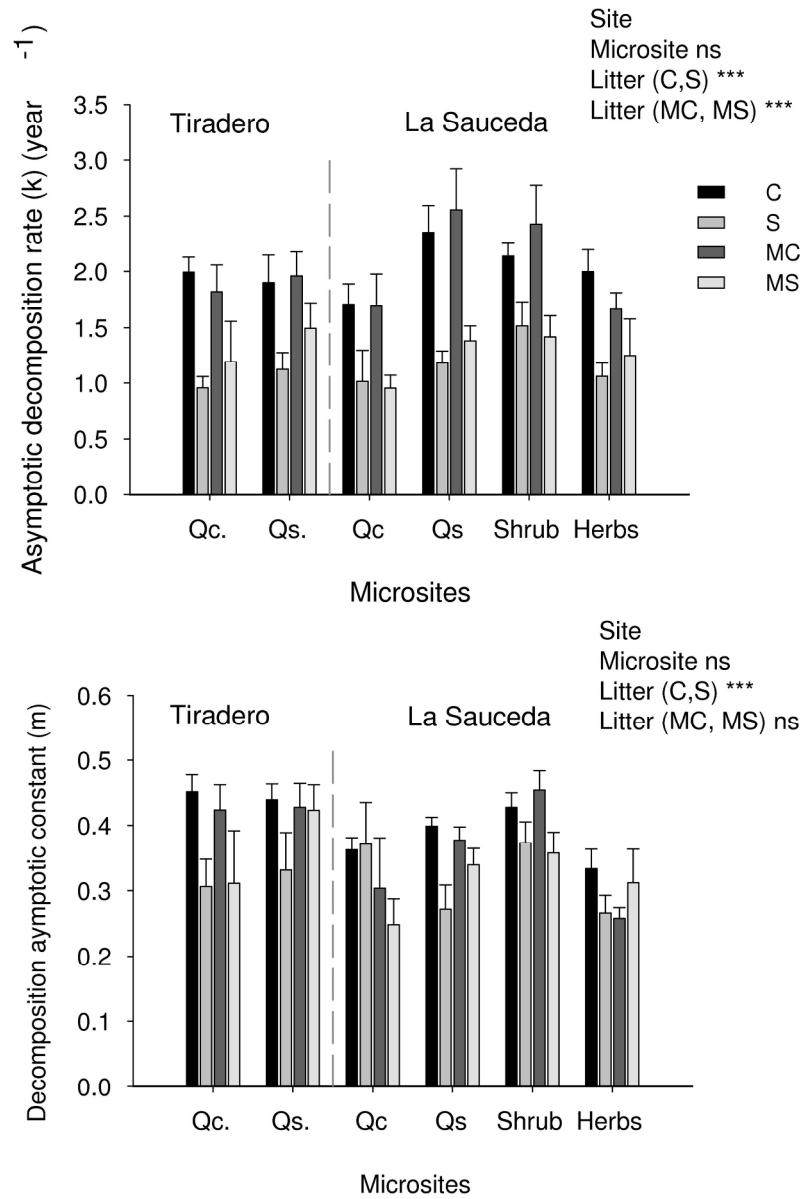 Asymptotic decomposition rate (k) (year -1)
Site
Microsite ns
Litter (C,S) ***
Litter (MC, MS) ***
Tiradero
La Sauceda
C
S
MC
MS
3.5
3.0
2.5
2.0
1.5
1.0
0.5
0.0
Qc. Qs. Qc Qs Shrub Herbs
Microsites
Decomposition aymptotic constant (m)
Site
Microsite ns
Litter (C,S) ***
Litter (MC, MS) ns
Tiradero
La Sauceda
0.6
0.5
0.4
0.3
0.2
0.1
0.0
Qc. Qs. Qc Qs Shrub Herbs
Microsites